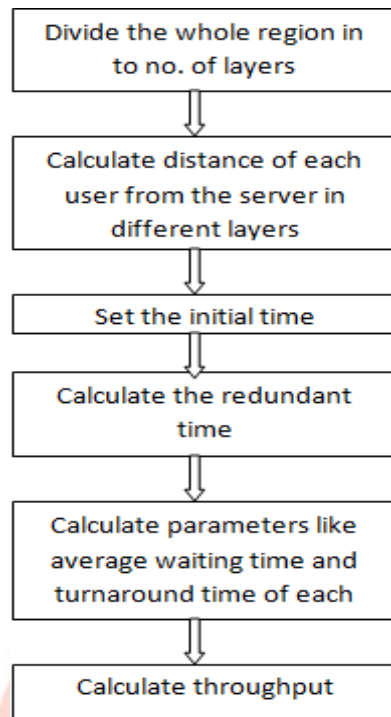 Divide the whole region in
to no. of layers
Calculate distance of each
user from the server in
different layers
Set the initial time
Calculate the redundant
time
Calculate parameters like
average waiting time and
turnaround time of each
Calculate throughput